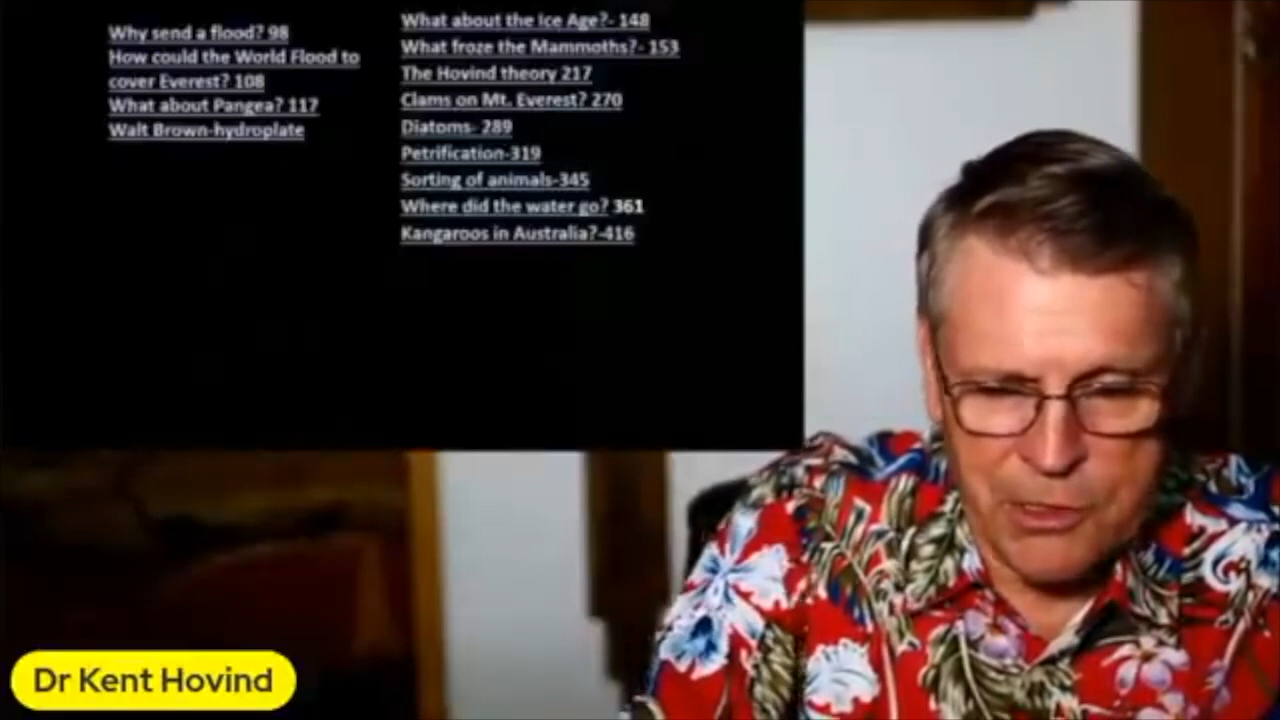 Why send a flood? 98
How could the World Flood to
cover Everest? 108
What about Pangea? 117
Walt Brown-hydroplate
What about the Ice Age?- 148
What froze the Mammoths?- 153
The Hovind theory 217
Clams on Mt. Everest? 270
Diatoms- 289
Petrification-319
Sorting of animals-345
Where did the water go? 361
Kangaroos in Australia?-416
Dr Kent Hovind